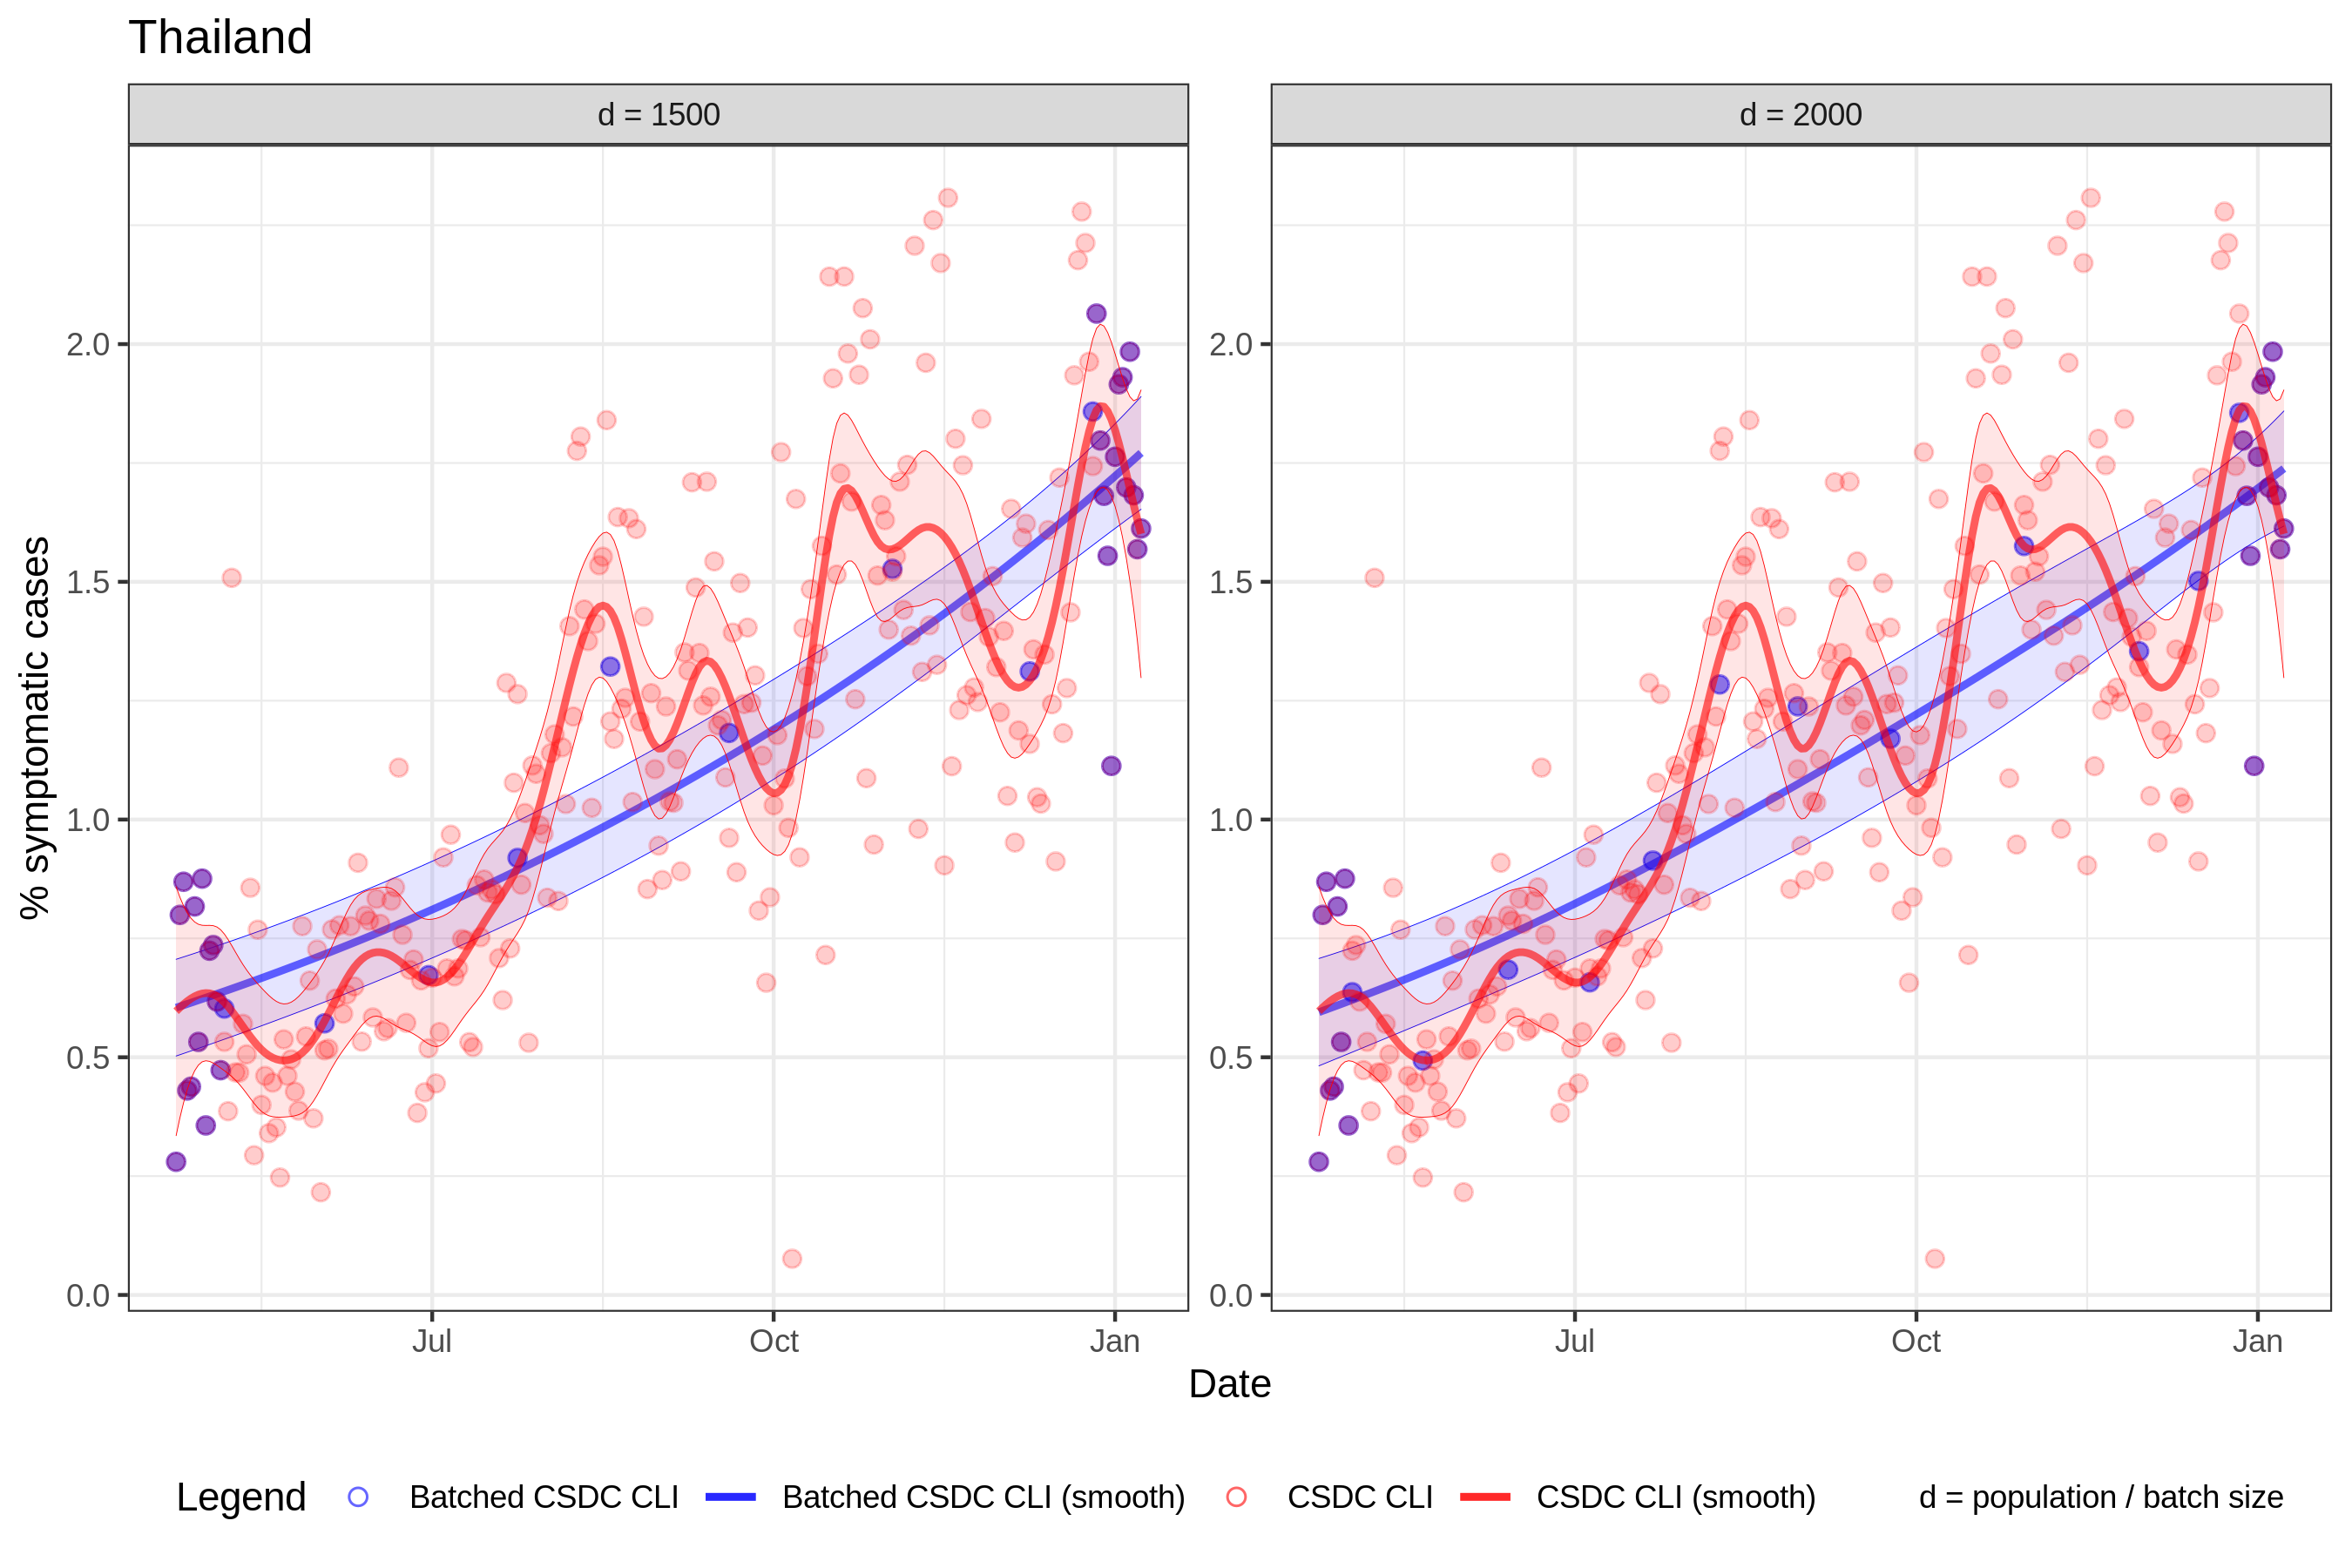 Thailand
d = 1500
d = 2000
% symptomatic cases
2.0
1.5
1.0
0.5
0.0
2.0
1.5
1.0
0.5
0.0
Jul
Oct
Jan
Jul
Oct
Jan
Date
Legend
Batched CSDC CLI
Batched CSDC CLI (smooth)
CSDC CLI
CSDC CLI (smooth)
d = population / batch size